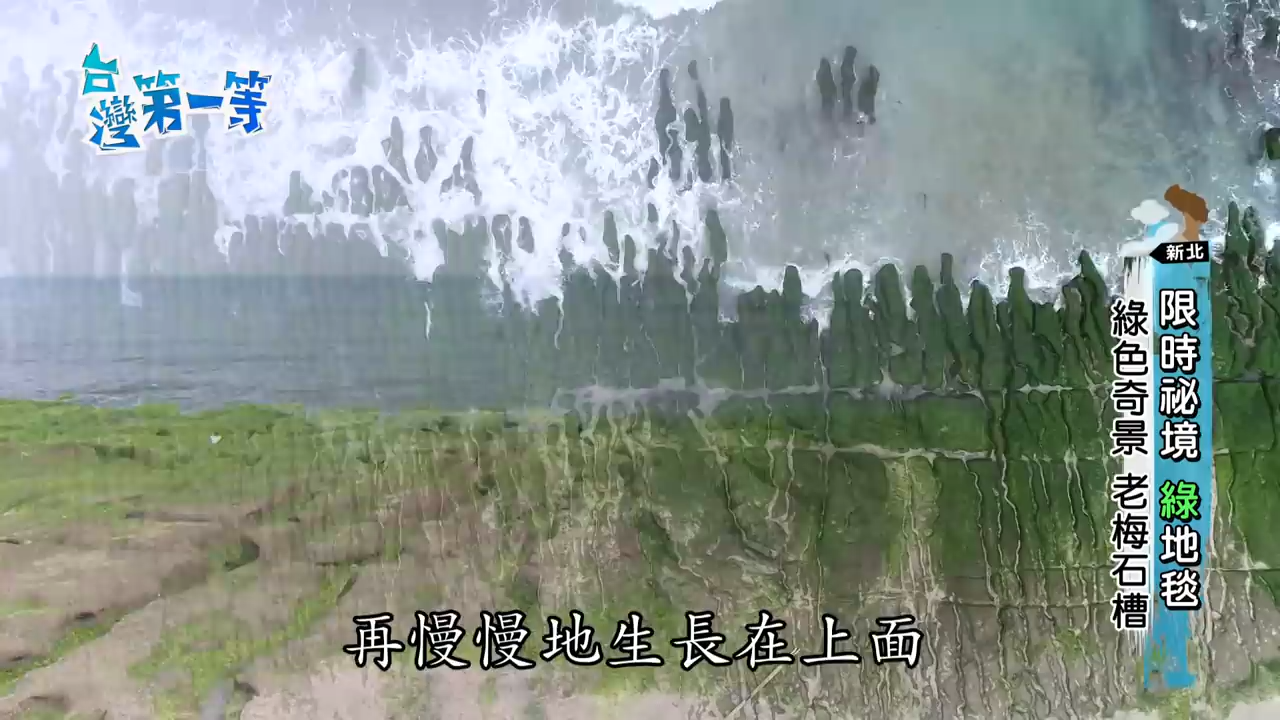 台灣第一等
新北
限時祕境 綠地毯
綠色奇景 老梅石槽
再慢慢地生長在上面